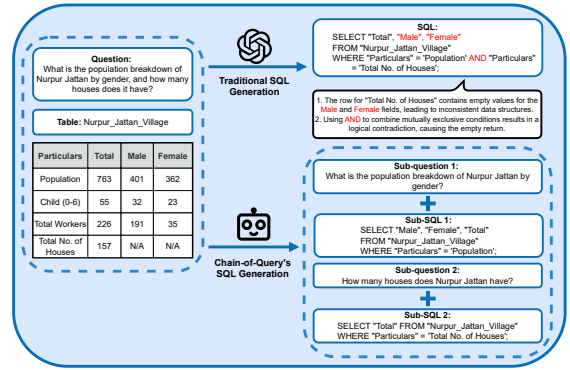 Question:
What is the population breakdown of
Nurpur Jattan by gender, and how many
houses does it have?
Table: Nurpur_Jattan_Village
Particulars Total Male Female
Population 763 401 362
Child (0-6) 55 32 23
Total Workers 226 191 35
Total No. of
Houses 157 N/A N/A
Traditional SQL
Generation
Chain-of-Query's
SQL Generation
SQL:
SELECT "Total", "Male", "Female"
FROM "Nurpur_Jattan_Village"
WHERE "Particulars" = 'Population' AND "Particulars"
= 'Total No. of Houses';
1. The row for "Total No. of Houses" contains empty values for the
Male and Female fields, leading to inconsistent data structures.
2. Using AND to combine mutually exclusive conditions results in a
logical contradiction, causing the empty return.
Sub-question 1:
What is the population breakdown of Nurpur Jattan by
gender?
Sub-SQL 1:
SELECT "Male", "Female", "Total"
FROM "Nurpur_Jattan_Village"
WHERE "Particulars" = 'Population';
Sub-question 2:
How many houses does Nurpur Jattan have?
Sub-SQL 2:
SELECT "Total" FROM "Nurpur_Jattan_Village"
WHERE "Particulars" = 'Total No. of Houses';